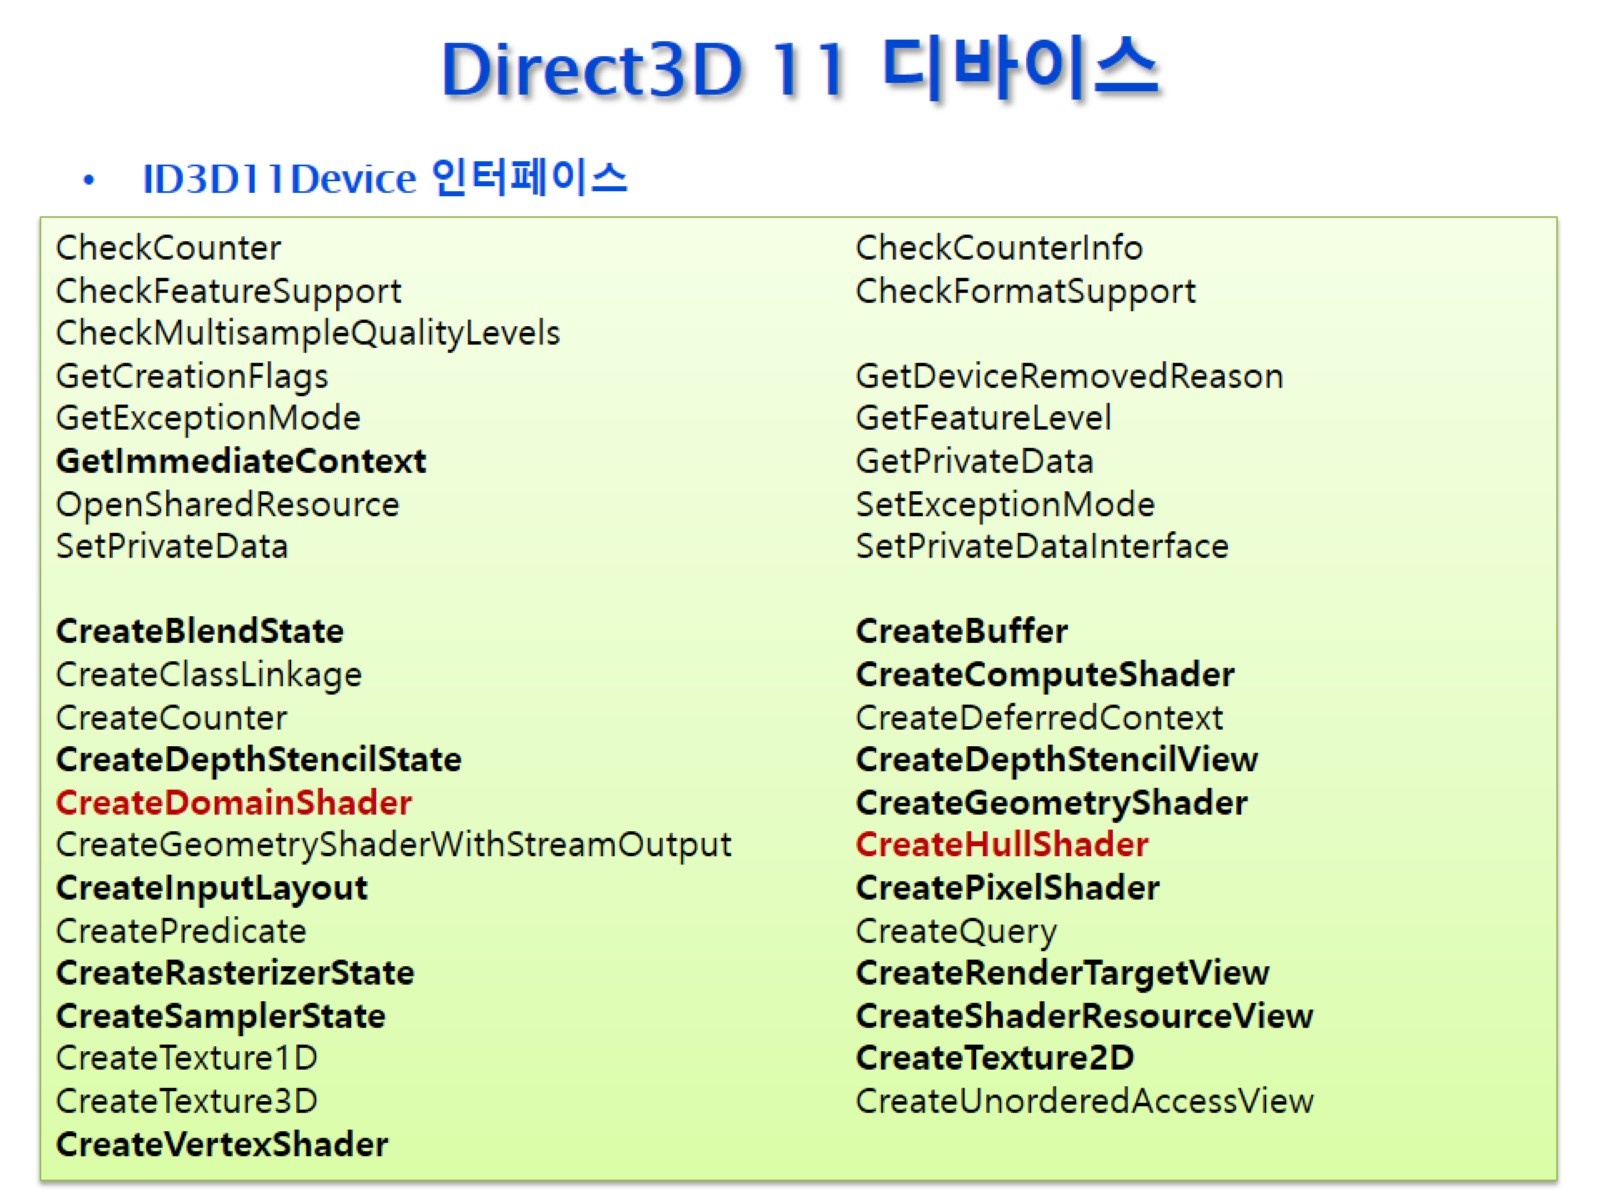 Direct3D 11 디바이스
• ID3D11Device 인터페이스
CheckCounter CheckCounterInfo
CheckFeatureSupport CheckFormatSupport
CheckMultisampleQualityLevels
GetCreationFlags GetDeviceRemovedReason
GetExceptionMode GetFeatureLevel
GetImmediateContext GetPrivateData
OpenSharedResource SetExceptionMode
SetPrivateData SetPrivateDataInterface
CreateBlendState CreateBuffer
CreateClassLinkage CreateComputeShader
CreateCounter CreateDeferredContext
CreateDepthStencilState CreateDepthStencilView
CreateDomainShader CreateGeometryShader
CreateGeometryShaderWithStreamOutput CreateHullShader
CreateInputLayout CreatePixelShader
CreatePredicate CreateQuery
CreateRasterizerState CreateRenderTargetView
CreateSamplerState CreateShaderResourceView
CreateTexture1D CreateTexture2D
CreateTexture3D CreateUnorderedAccessView
CreateVertexShader